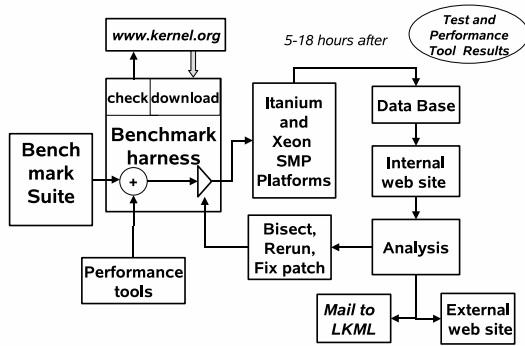 www.kernel.org
5-18 hours after
Test and
Performance
Tool Results
check
download
Benchmark
harness
+
Bench
mark
Suite
Itanium
and
Xeon
SMP
Platforms
Data Base
Internal
web site
Analysis
Bisect,
Rerun,
Fix patch
Performance
tools
Mail to
LKML
External
web site